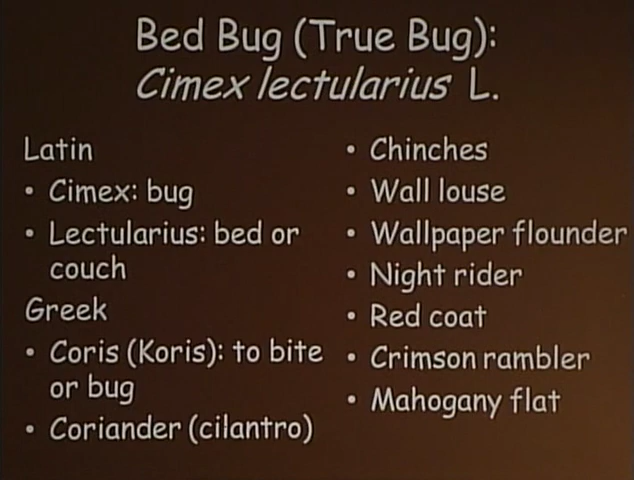 Bed Bug (True Bug):
Cimex lectularius L.
Latin
• Cimex: bug
• Lectularius: bed or
couch
Greek
• Coris (Koris): to bite
or bug
• Coriander (cilantro)
• Chinches
• Wall louse
• Wallpaper flounder
• Night rider
• Red coat
• Crimson rambler
• Mahogany flat